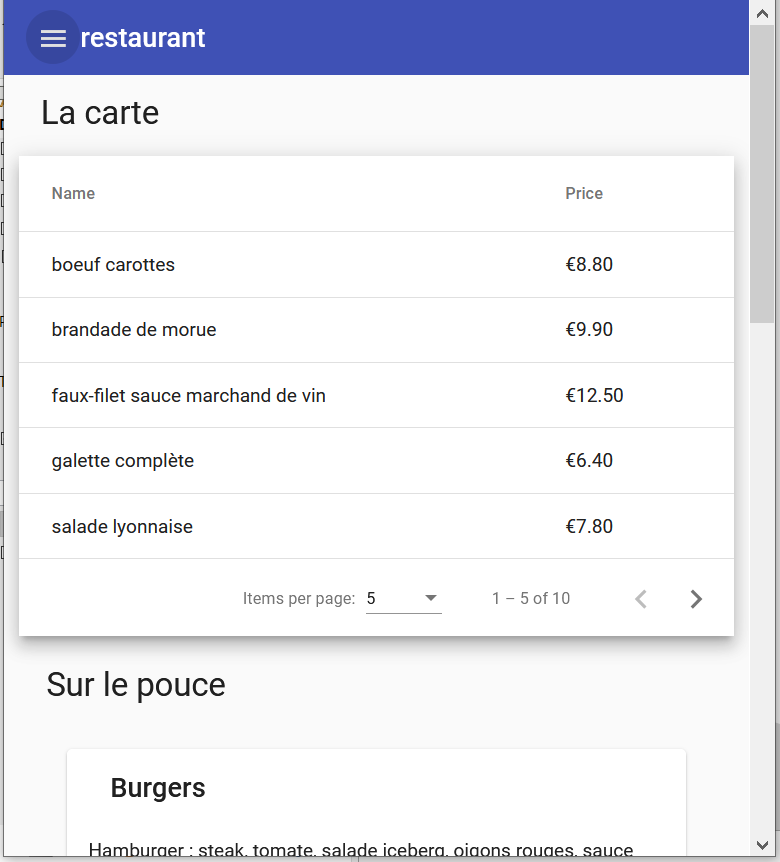 restaurant
La carte
Name Price
boeuf carottes €8.80
brandade de morue €9.90
faux-filet sauce marchand de vin €12.50
galette complète €6.40
salade lyonnaise €7.80
Items per page: 5 1 – 5 of 10
Sur le pouce
Burgers
Hamburger : steak, tomate, salade iceberg, oignons rouges, sauce